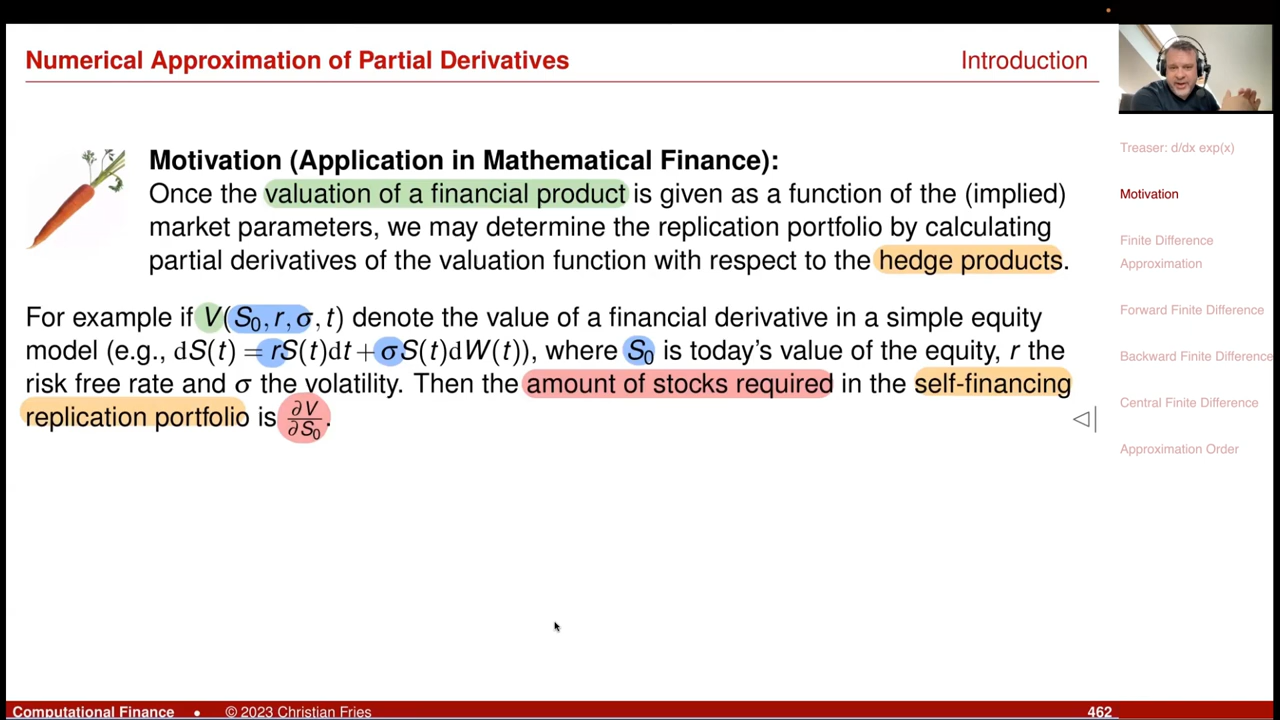 Numerical Approximation of Partial Derivatives
Introduction
Motivation (Application in Mathematical Finance):
Once the valuation of a financial product is given as a function of the (implied)
market parameters, we may determine the replication portfolio by calculating
partial derivatives of the valuation function with respect to the hedge products.
For example if V(S₀, r, σ, t) denote the value of a financial derivative in a simple equity
model (e.g., dS(t) = rS(t)dt + σS(t)dW(t)), where S₀ is today's value of the equity, r the
risk free rate and σ the volatility. Then the amount of stocks required in the self-financing
replication portfolio is ∂V/∂S₀.
Treaser: d/dx exp(x)
Motivation
Finite Difference
Approximation
Forward Finite Difference
Backward Finite Difference
Central Finite Difference
Approximation Order
Computational Finance • © 2023 Christian Fries 462